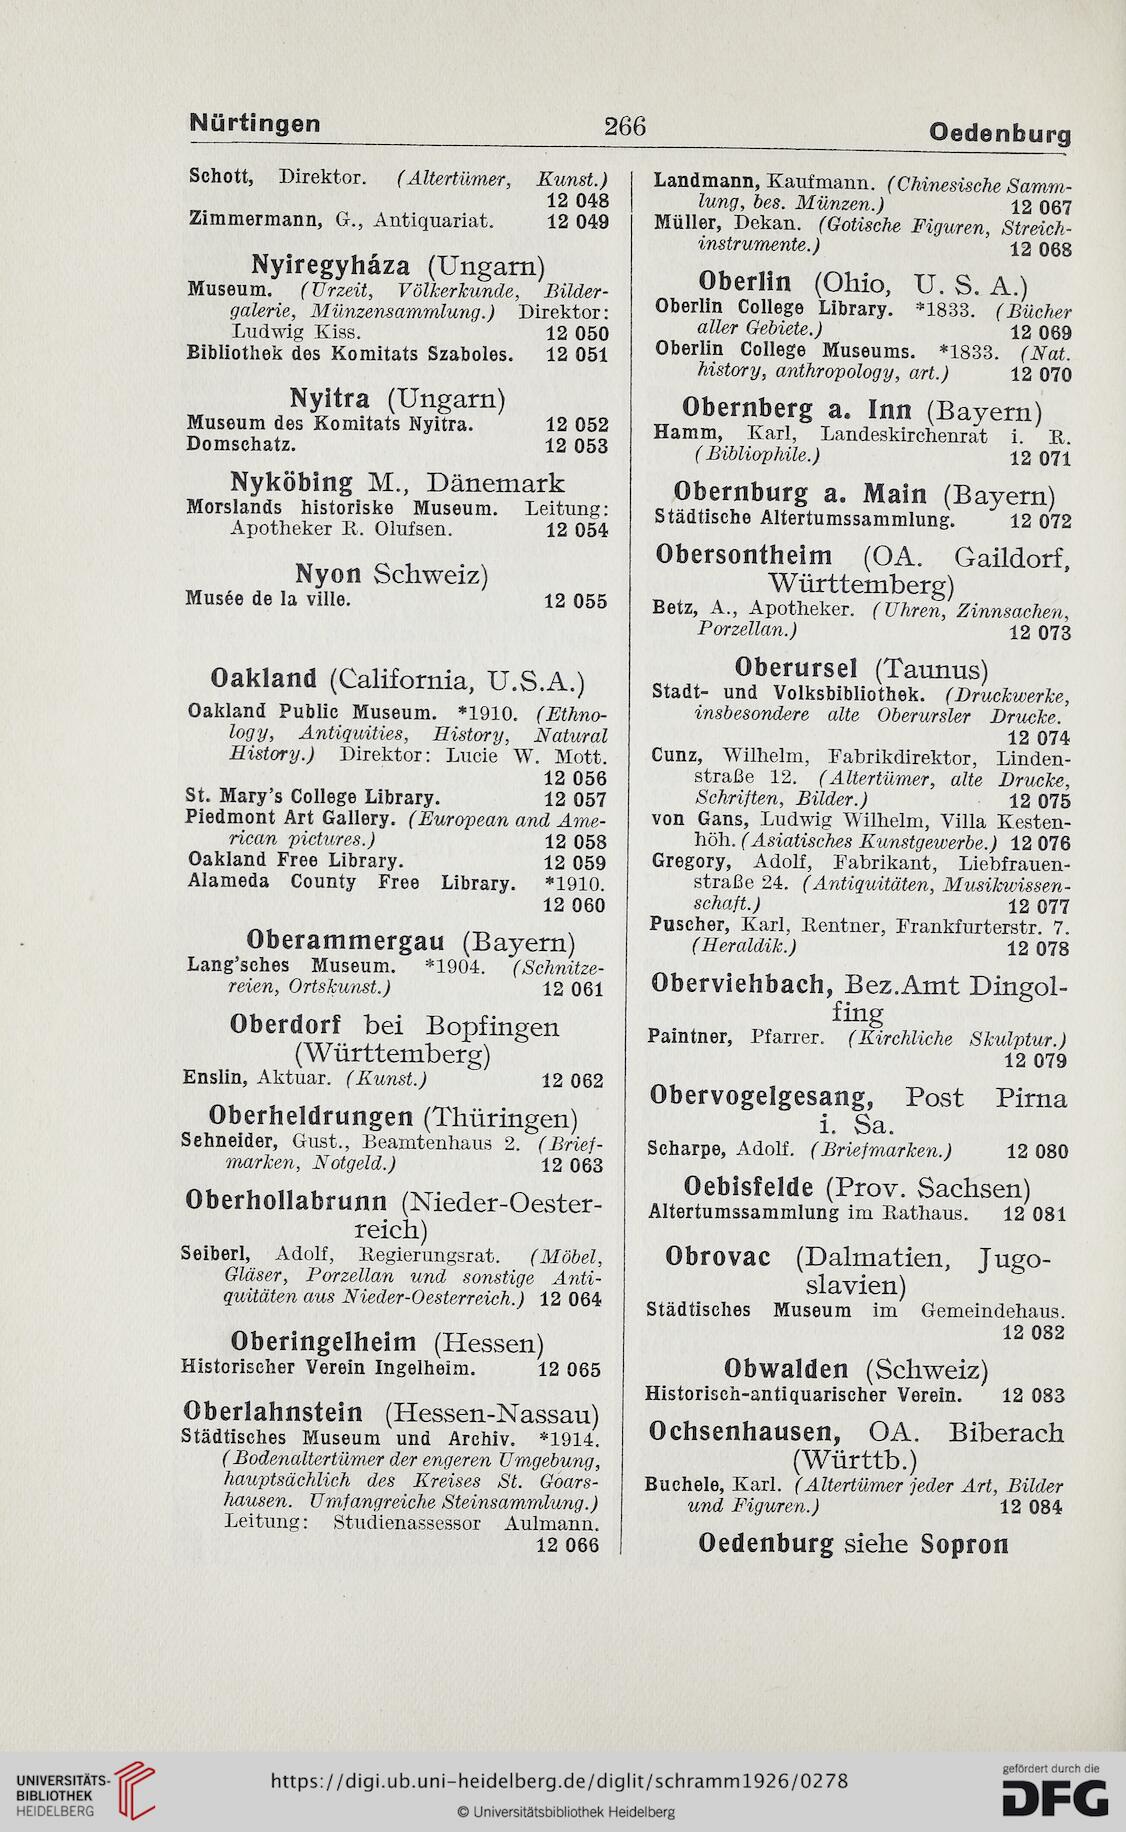 Nürtingen 266 Oedenburg
Schott, Direktor. (Altertümer, Kunst.)
12 048
Zimmermann, G., Antiquariat. 12 049
Nyiregyháza (Ungarn)
Museum. (Urzeit, Völkerkunde, Bilder-
galerie, Münzensammlung.) Direktor:
Ludwig Kiss. 12 050
Bibliothek des Komitats Szaboles. 12 051
Nyitra (Ungarn)
Museum des Komitats Nyitra. 12 052
Domschatz. 12 053
Nyköbing M., Dänemark
Morslands historiske Museum. Leitung:
Apotheker R. Olufsen. 12 054
Nyon Schweiz)
Musée de la ville. 12 055
Oakland (California, U.S.A.)
Oakland Public Museum. *1910. (Ethno-
logy, Antiquities, History, Natural
History.) Direktor: Lucie W. Mott.
12 056
St. Mary's College Library. 12 057
Piedmont Art Gallery. (European and Ame-
rican pictures.) 12 058
Oakland Free Library. 12 059
Alameda County Free Library. *1910.
12 060
Oberammergau (Bayern)
Lang'sches Museum. *1904. (Schnitze-
reien, Ortskunst.) 12 061
Oberdorf bei Bopfingen
(Württemberg)
Enslin, Aktuar. (Kunst.) 12 062
Oberheldrungen (Thüringen)
Schneider, Gust., Beamtenhaus 2. (Brief-
marken, Notgeld.) 12 063
Oberhollabrunn (Nieder-Oester-
reich)
Seiberl, Adolf, Regierungsrat. (Möbel,
Gläser, Porzellan und sonstige Anti-
quitäten aus Nieder-Oesterreich.) 12 064
Oberingelheim (Hessen)
Historischer Verein Ingelheim. 12 065
Oberlahnstein (Hessen-Nassau)
Städtisches Museum und Archiv. *1914.
(Bodenaltertümer der engeren Umgebung,
hauptsächlich des Kreises St. Goars-
hausen. Umfangreiche Steinsammlung.)
Leitung: Studienassessor Aulmann.
12 066
Landmann, Kaufmann. (Chinesische Samm-
lung, bes. Münzen.) 12 067
Müller, Dekan. (Gotische Figuren, Streich-
instrumente.) 12 068
Oberlin (Ohio, U. S. A.)
Oberlin College Library. *1833. (Bücher
aller Gebiete.) 12 069
Oberlin College Museums. *1833. (Nat.
history, anthropology, art.) 12 070
Obernberg a. Inn (Bayern)
Hamm, Karl, Landeskirchenrat i. R.
(Bibliophile.) 12 071
Obernburg a. Main (Bayern)
Städtische Altertumssammlung. 12 072
Obersontheim (OA. Gaildorf,
Württemberg)
Betz, A., Apotheker. (Uhren, Zinnsachen,
Porzellan.) 12 073
Oberursel (Taunus)
Stadt- und Volksbibliothek. (Druckwerke,
insbesondere alte Oberursler Drucke.
12 074
Cunz, Wilhelm, Fabrikdirektor, Linden-
straße 12. (Altertümer, alte Drucke,
Schriften, Bilder.) 12 075
von Gans, Ludwig Wilhelm, Villa Kesten-
höh. (Asiatisches Kunstgewerbe.) 12 076
Gregory, Adolf, Fabrikant, Liebfrauen-
straße 24. (Antiquitäten, Musikwissen-
schaft.) 12 077
Puscher, Karl, Rentner, Frankfurterstr. 7.
(Heraldik.) 12 078
Oberviehbach, Bez.Amt Dingol-
fing
Paintner, Pfarrer. (Kirchliche Skulptur.)
12 079
Obervogelgesang, Post Pirna
i. Sa.
Scharpe, Adolf. (Briefmarken.) 12 080
Oebisfelde (Prov. Sachsen)
Altertumssammlung im Rathaus. 12 081
Obrovac (Dalmatien, Jugo-
slavien)
Städtisches Museum im Gemeindehaus.
12 082
Obwalden (Schweiz)
Historisch-antiquarischer Verein. 12 083
Ochsenhausen, OA. Biberach
(Württb.)
Buchele, Karl. (Altertümer jeder Art, Bilder
und Figuren.) 12 084
Oedenburg siehe Sopron
UNIVERSITÄTS-
BIBLIOTHEK
HEIDELBERG
https://digi.ub.uni-heidelberg.de/diglit/schramm1926/0278
© Universitätsbibliothek Heidelberg
gefördert durch die
DFG